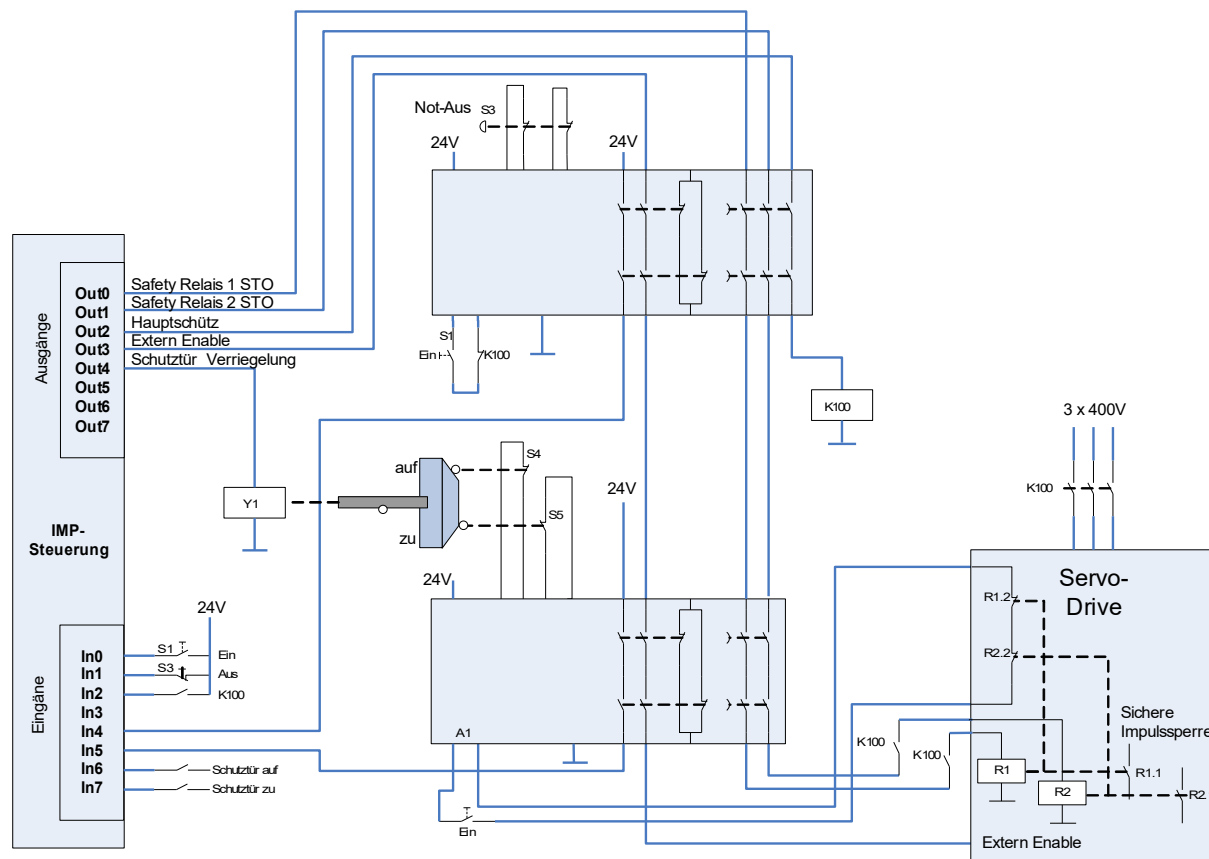 Not-Aus
S3
24V
24V
Ausgänge
Out0
Out1
Out2
Out3
Out4
Out5
Out6
Out7
Safety Relais 1 STO
Safety Relais 2 STO
Hauptschütz
Extern Enable
Schutztür Verriegelung
S1
Ein
K100
K100
3 x 400V
K100
auf
zu
S4
S5
24V
Y1
IMP-
Steuerung
24V
24V
Eingäne
In0
In1
In2
In3
In4
In5
In6
In7
S1
Ein
S3
Aus
K100
Schutztür auf
Schutztür zu
A1
Ein
K100
K100
Servo-
Drive
R1.2
R2.2
Sichere
Impulssperre
R1
R1.1
R2
R2
Extern Enable